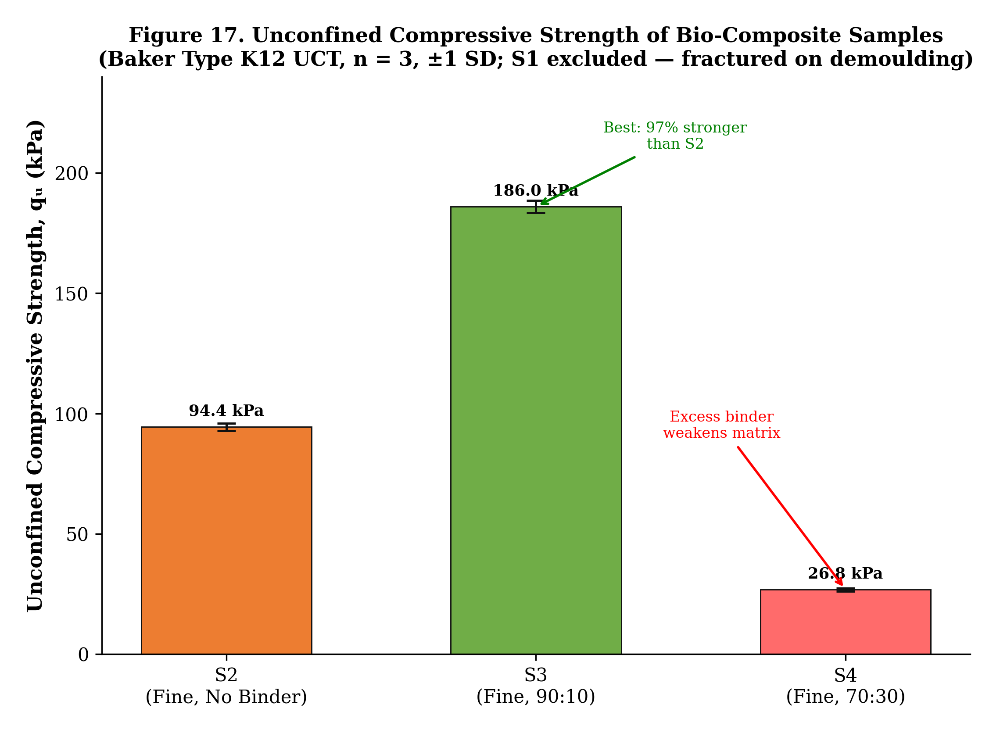 Figure 17. Unconfined Compressive Strength of Bio-Composite Samples
(Baker Type K12 UCT, n = 3, ±1 SD; S1 excluded — fractured on demoulding)
Unconfined Compressive Strength, qᵤ (kPa)
200
150
100
50
0
Best: 97% stronger
than S2
186.0 kPa
94.4 kPa
Excess binder
weakens matrix
26.8 kPa
S2
(Fine, No Binder)
S3
(Fine, 90:10)
S4
(Fine, 70:30)